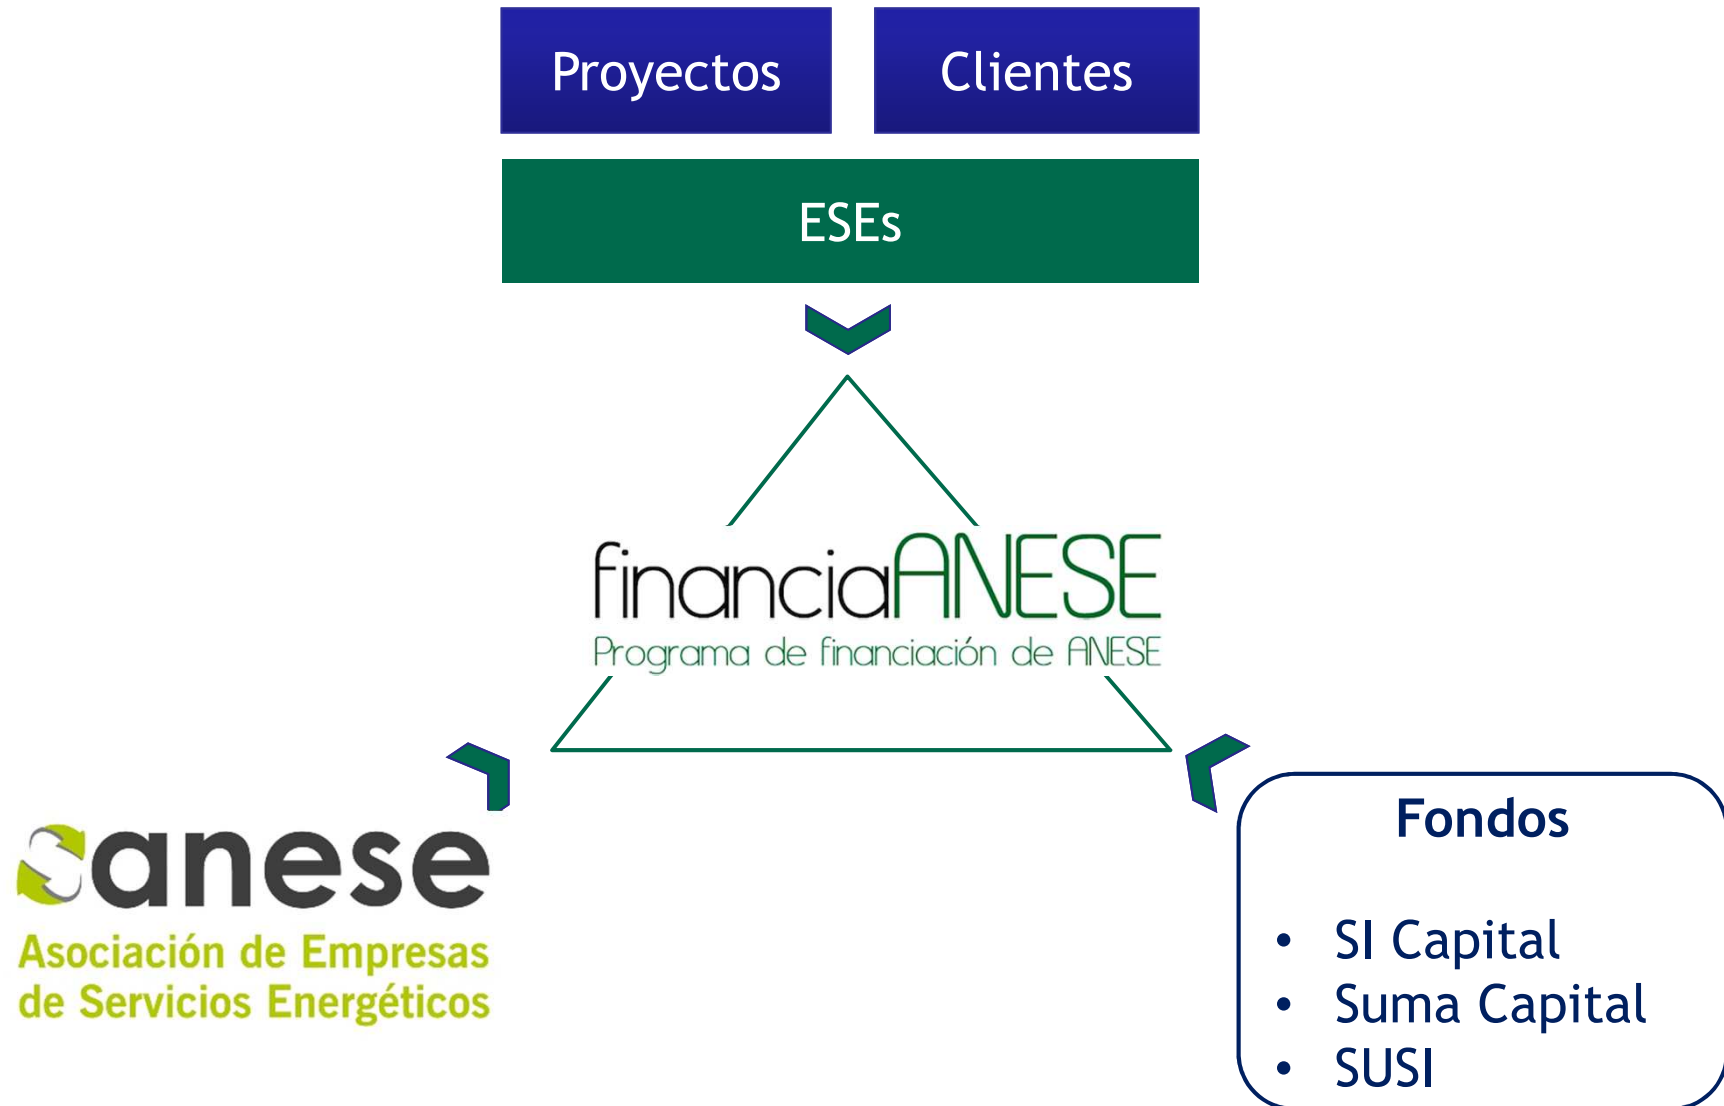 Proyectos
Clientes
ESEs
financiaANESE
Programa de financiación de ANESE
anese
Asociación de Empresas
de Servicios Energéticos
Fondos
• SI Capital
• Suma Capital
• SUSI